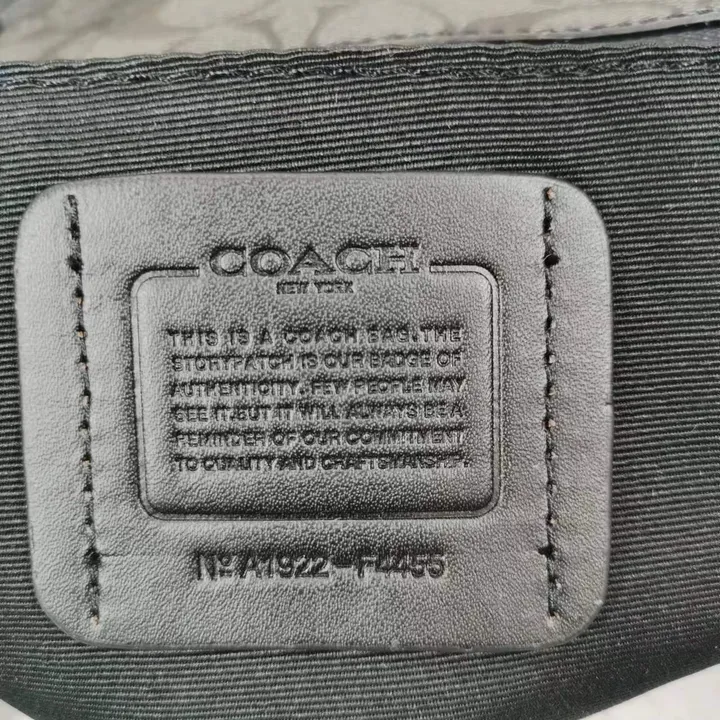 COACH
NEW YORK
THIS IS A COACH BAG.THE
STORYPATCH IS OUR BADGE OF
AUTHENTICITY. FEW PEOPLE MAY
SEE IT.BUT IT WILL ALWAYS BE A
REMINDER OF OUR COMMITMENT
TO QUALITY AND CRAFTSMANSHIP.
Nº A1922-F4455